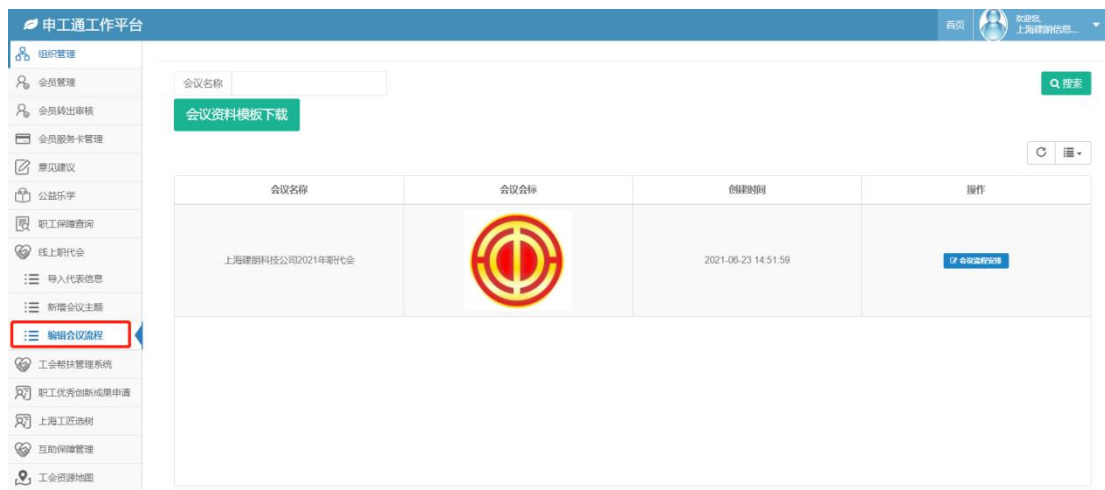 申工通工作平台
首页
欢迎您,
上海建朗信息...
组织管理
会员管理
会员转出审核
会员服务卡管理
意见建议
公益乐学
职工保障查询
线上职代会
导入代表信息
新增会议主题
编辑会议流程
工会帮扶管理系统
职工优秀创新成果申请
上海工匠选树
互助保障管理
工会资源地图
会议名称
搜索
会议资料模板下载
会议名称 会议会标 创建时间 操作
上海建朗科技公司2021年职代会 2021-06-23 14:51:59 会议流程安排